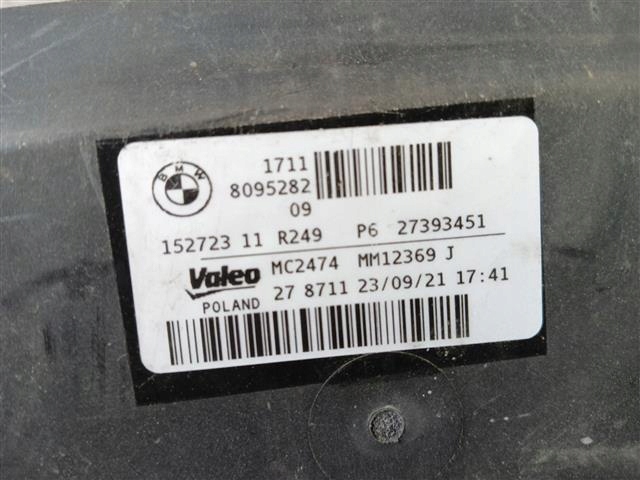 BMW
1711
8095282
09
152723 11 R249 P6 27393451
Valeo MC2474 MM12369 J
POLAND 27 8711 23/09/21 17:41